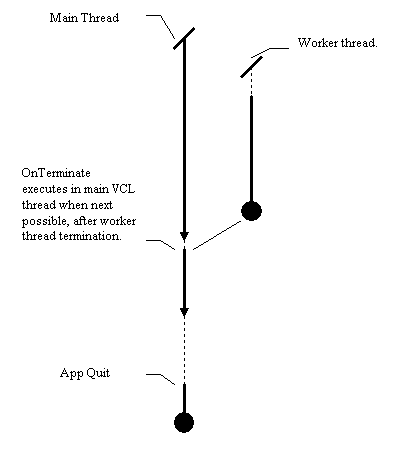 Main Thread
Worker thread.
OnTerminate
executes in main VCL
thread when next
possible, after worker
thread termination.
App Quit